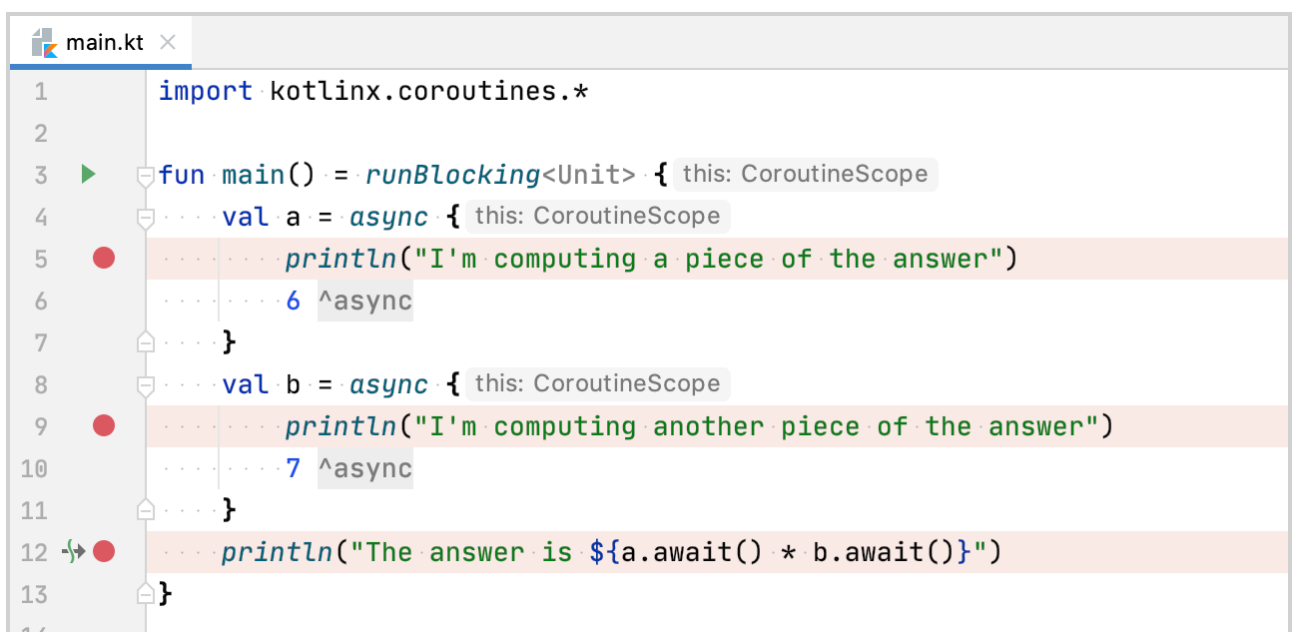 main.kt
1 import kotlinx.coroutines.*
2
3 fun main() = runBlocking<Unit> { this: CoroutineScope
4     val a = async { this: CoroutineScope
5         println("I'm computing a piece of the answer")
6         6 ^async
7     }
8     val b = async { this: CoroutineScope
9         println("I'm computing another piece of the answer")
10         7 ^async
11     }
12     println("The answer is ${a.await() * b.await()}")
13 }